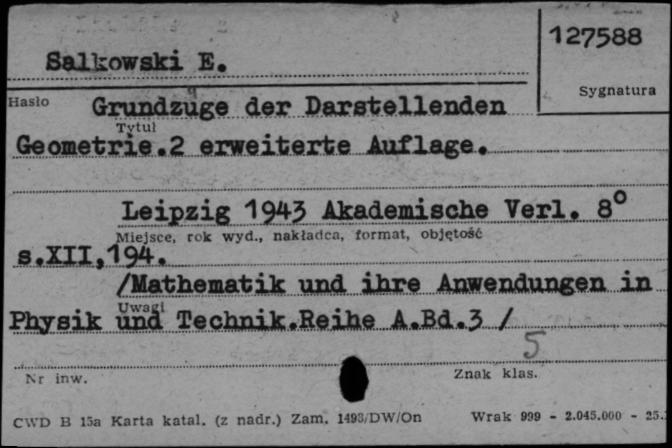 127588
Salkowski E.
Sygnatura
Hasło
Grundzuge der Darstellenden
Tytuł
Geometrie.2 erweiterte Auflage.
Leipzig 1943 Akademische Verl. 8°
Miejsce, rok wyd., nakładca, format, objętość
s.XII,194.
/Mathematik und ihre Anwendungen in
Uwagi
Physik und Technik.Reihe A.Bd.3 /
5
Nr inw.
Znak klas.
CWD B 15a Karta katal. (z nadr.) Zam. 1493/DW/On Wrak 999 - 2.045.000 - 25.